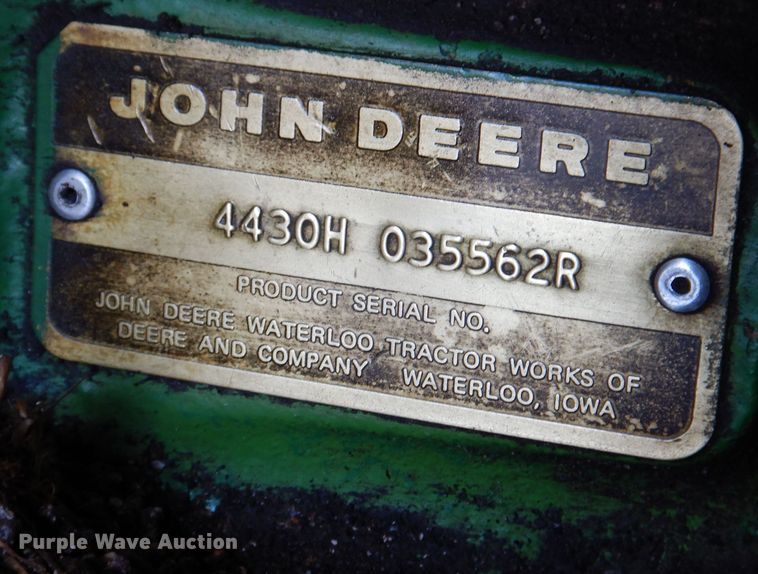 JOHN DEERE
4430H 035562R
PRODUCT SERIAL NO.
JOHN DEERE WATERLOO TRACTOR WORKS OF
DEERE AND COMPANY WATERLOO, IOWA
Purple Wave Auction